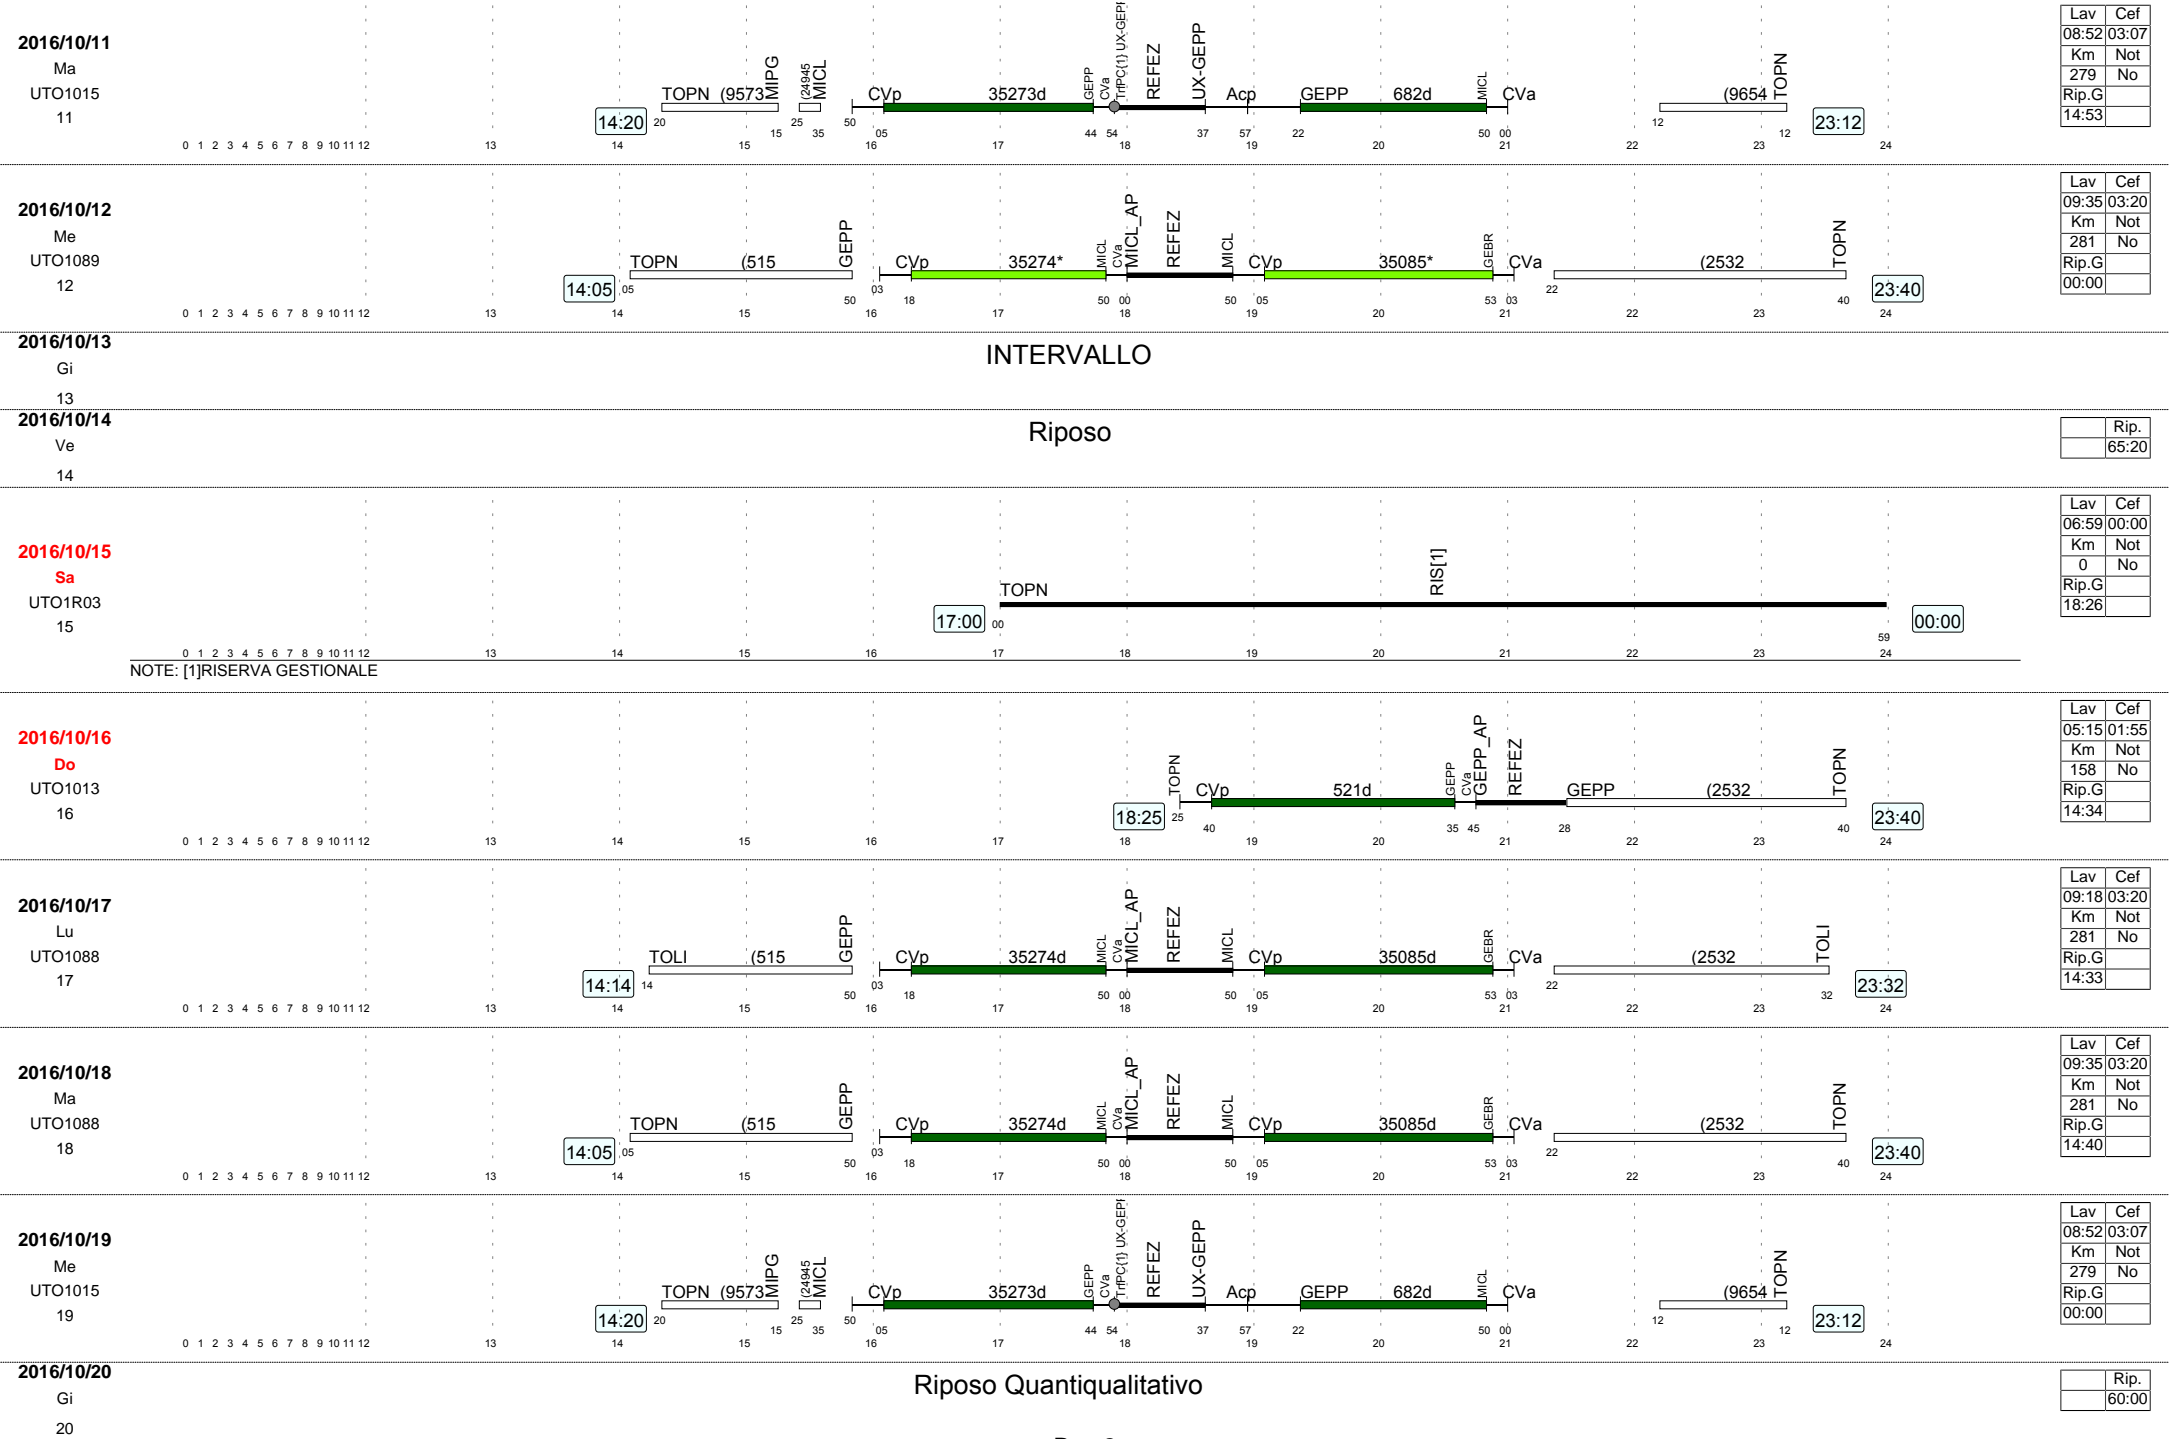 2016/10/11
Ma
UTO1015
11
14:20
TOPN (9573 MIPG
(24945 MICL
CVp 35273d GEPP CVa TrfPC{1} UX-GEPP REFEZ UX-GEPP Acp GEPP 682d MICL CVa
(9654 TOPN
23:12
20 15 25 35 50 05 44 54 37 57 22 50 00 12 12
0 1 2 3 4 5 6 7 8 9 10 11 12 13 14 15 16 17 18 19 20 21 22 23 24
Lav Cef
08:52 03:07
Km Not
279 No
Rip.G
14:53
2016/10/12
Me
UTO1089
12
14:05
TOPN (515 GEPP
CVp 35274* MICL CVa MICL_AP REFEZ MICL CVp 35085* GEBR CVa
(2532 TOPN
23:40
05 50 03 18 50 00 50 05 53 03 22 40
0 1 2 3 4 5 6 7 8 9 10 11 12 13 14 15 16 17 18 19 20 21 22 23 24
Lav Cef
09:35 03:20
Km Not
281 No
Rip.G
00:00
2016/10/13
Gi
13
INTERVALLO
2016/10/14
Ve
14
Riposo
Rip.
65:20
2016/10/15
Sa
UTO1R03
15
17:00
TOPN RIS[1]
00:00
00 59
0 1 2 3 4 5 6 7 8 9 10 11 12 13 14 15 16 17 18 19 20 21 22 23 24
NOTE: [1]RISERVA GESTIONALE
Lav Cef
06:59 00:00
Km Not
0 No
Rip.G
18:26
2016/10/16
Do
UTO1013
16
18:25
TOPN CVp 521d GEPP CVa GEPP_AP REFEZ GEPP (2532 TOPN
23:40
25 40 35 45 28 40
0 1 2 3 4 5 6 7 8 9 10 11 12 13 14 15 16 17 18 19 20 21 22 23 24
Lav Cef
05:15 01:55
Km Not
158 No
Rip.G
14:34
2016/10/17
Lu
UTO1088
17
14:14
TOLI (515 GEPP
CVp 35274d MICL CVa MICL_AP REFEZ MICL CVp 35085d GEBR CVa
(2532 TOLI
23:32
14 50 03 18 50 00 50 05 53 03 22 32
0 1 2 3 4 5 6 7 8 9 10 11 12 13 14 15 16 17 18 19 20 21 22 23 24
Lav Cef
09:18 03:20
Km Not
281 No
Rip.G
14:33
2016/10/18
Ma
UTO1088
18
14:05
TOPN (515 GEPP
CVp 35274d MICL CVa MICL_AP REFEZ MICL CVp 35085d GEBR CVa
(2532 TOPN
23:40
05 50 03 18 50 00 50 05 53 03 22 40
0 1 2 3 4 5 6 7 8 9 10 11 12 13 14 15 16 17 18 19 20 21 22 23 24
Lav Cef
09:35 03:20
Km Not
281 No
Rip.G
14:40
2016/10/19
Me
UTO1015
19
14:20
TOPN (9573 MIPG
(24945 MICL
CVp 35273d GEPP CVa TrfPC{1} UX-GEPP REFEZ UX-GEPP Acp GEPP 682d MICL CVa
(9654 TOPN
23:12
20 15 25 35 50 05 44 54 37 57 22 50 00 12 12
0 1 2 3 4 5 6 7 8 9 10 11 12 13 14 15 16 17 18 19 20 21 22 23 24
Lav Cef
08:52 03:07
Km Not
279 No
Rip.G
00:00
2016/10/20
Gi
20
Riposo Quantiqualitativo
Rip.
60:00